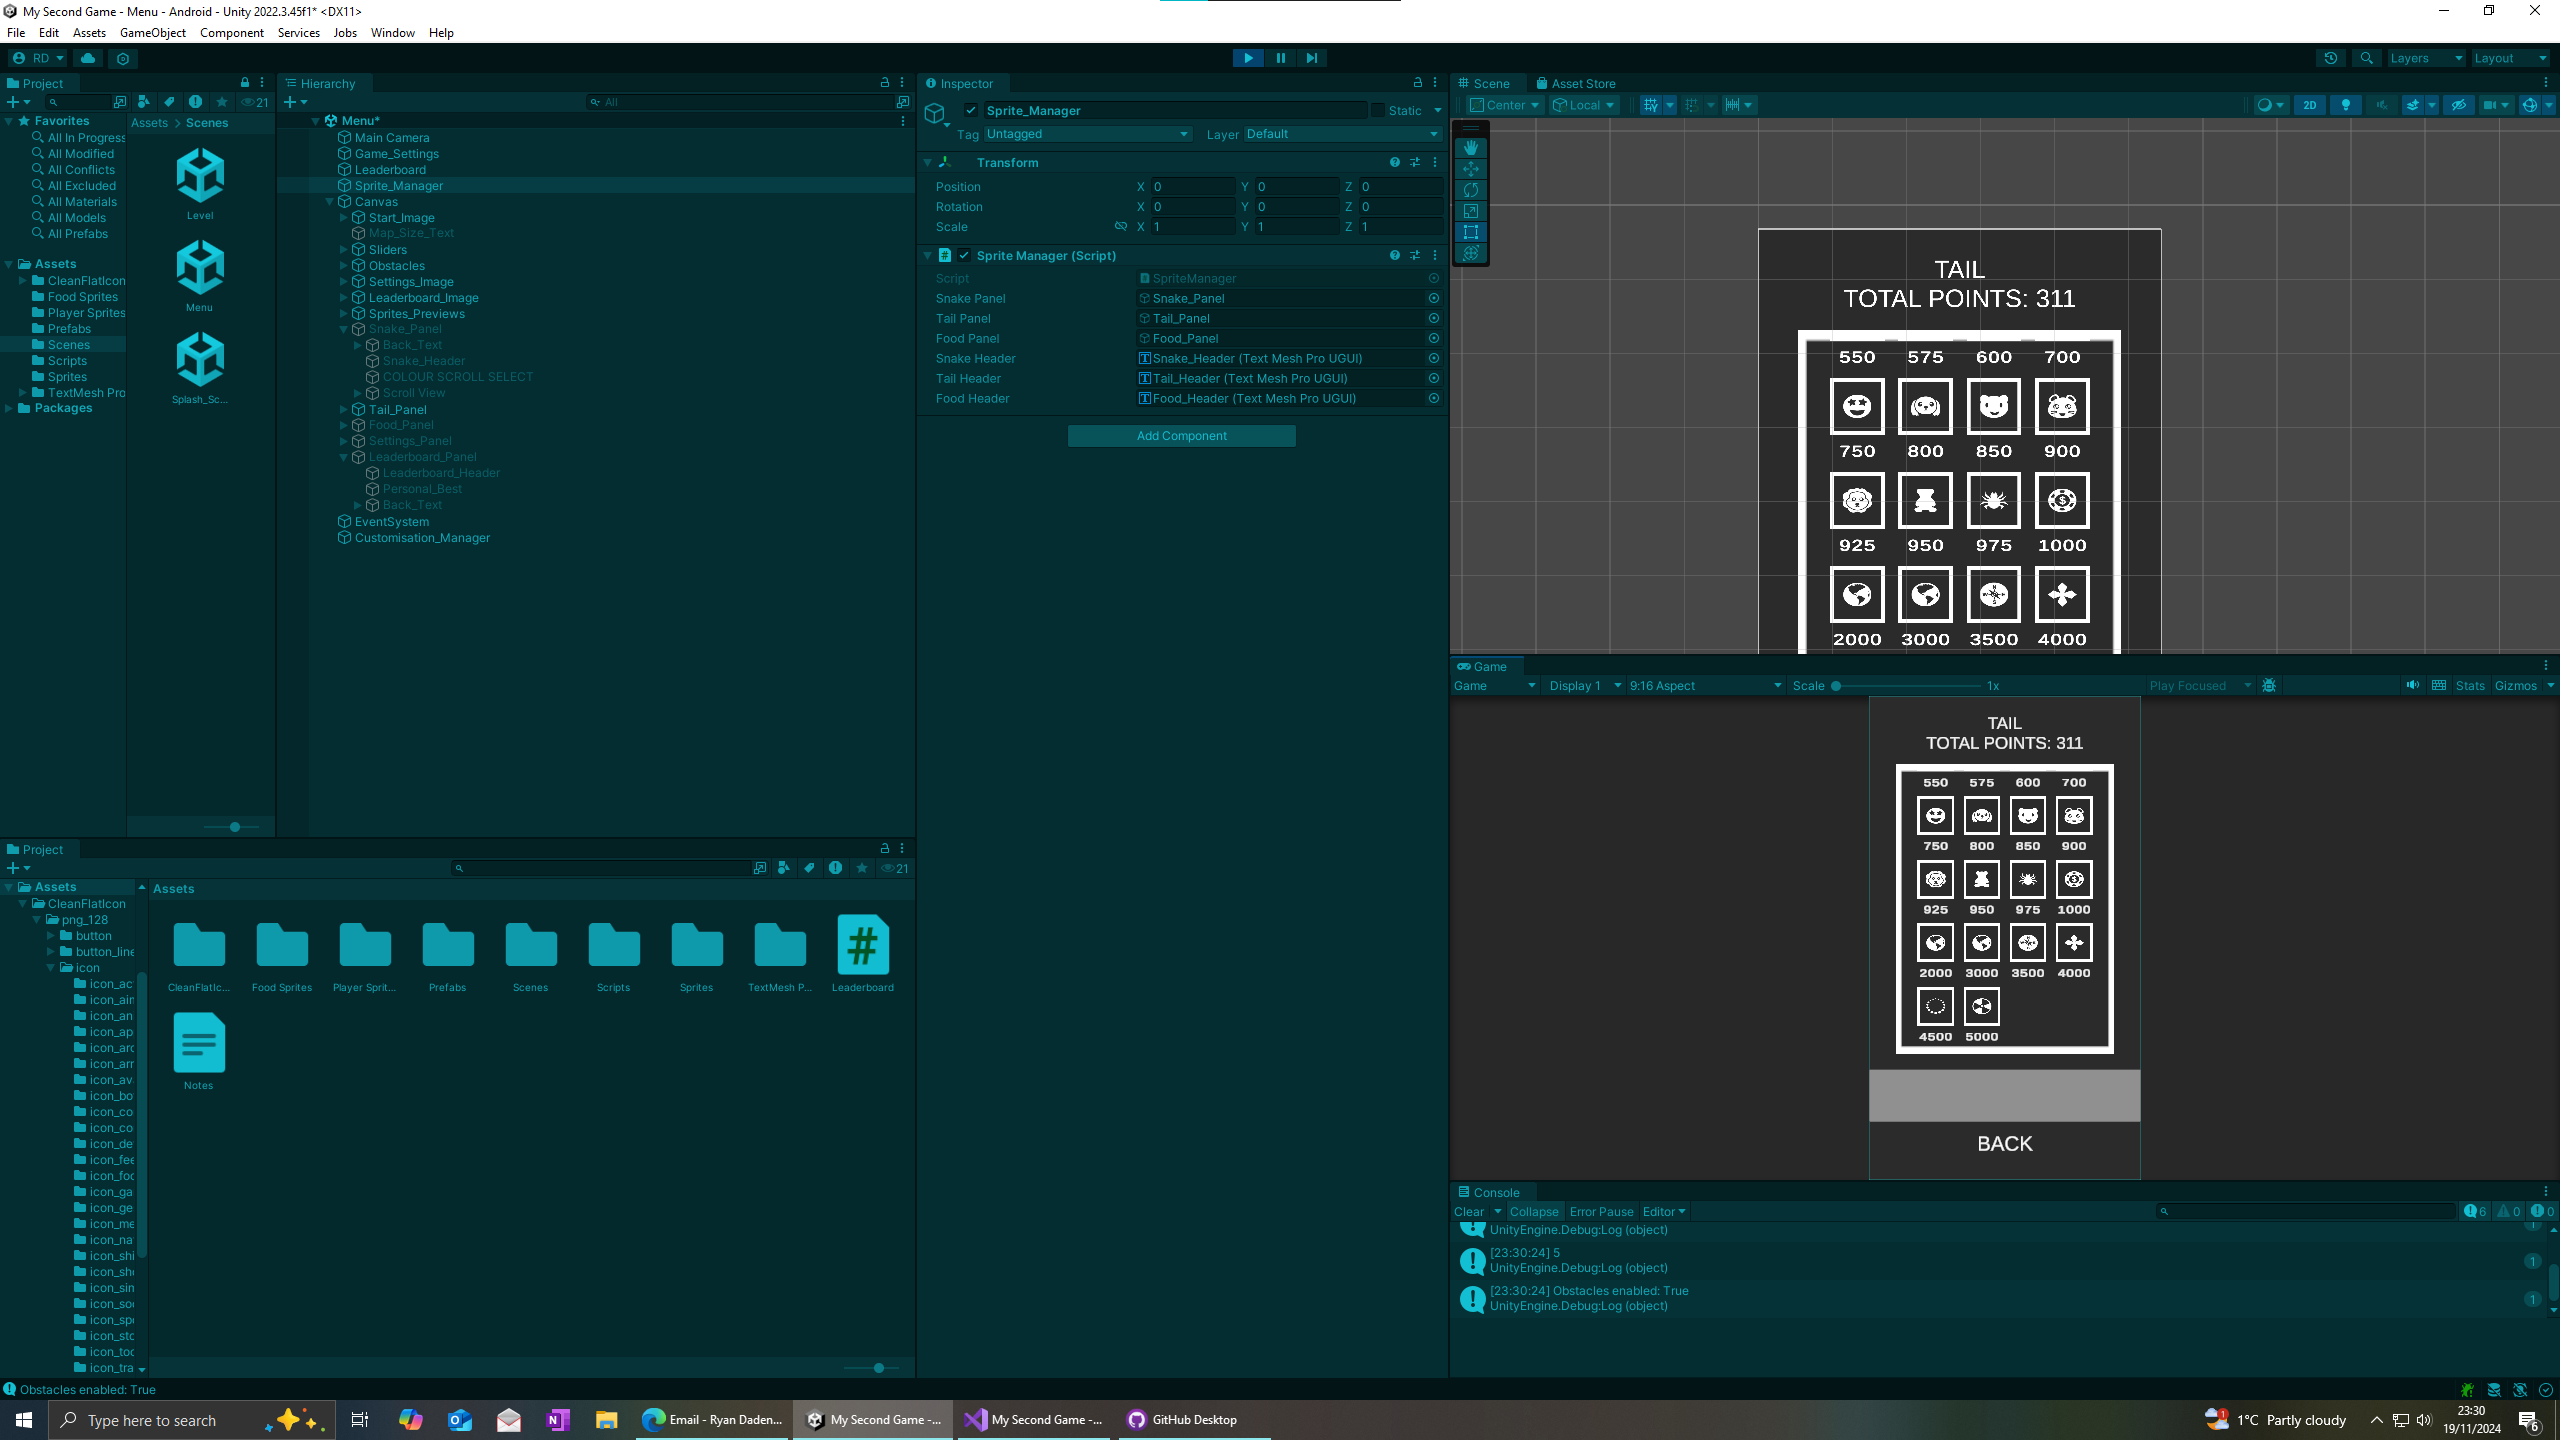 My Second Game - Menu - Android - Unity 2022.3.45f1* <DX11>
File Edit Assets GameObject Component Services Jobs Window Help
RD
Layers Layout
Project
21
Favorites
All In Progress
All Modified
All Conflicts
All Excluded
All Materials
All Models
All Prefabs
Assets
CleanFlatIcon
Food Sprites
Player Sprites
Prefabs
Scenes
Scripts
Sprites
TextMesh Pro
Packages
Assets > Scenes
Level
Menu
Splash_Sc...
Hierarchy
All
Menu*
Main Camera
Game_Settings
Leaderboard
Sprite_Manager
Canvas
Start_Image
Map_Size_Text
Sliders
Obstacles
Settings_Image
Leaderboard_Image
Sprites_Previews
Snake_Panel
Back_Text
Snake_Header
COLOUR SCROLL SELECT
Scroll View
Tail_Panel
Food_Panel
Settings_Panel
Leaderboard_Panel
Leaderboard_Header
Personal_Best
Back_Text
EventSystem
Customisation_Manager
Inspector
Sprite_Manager Static
Tag Untagged Layer Default
Transform
Position X 0 Y 0 Z 0
Rotation X 0 Y 0 Z 0
Scale X 1 Y 1 Z 1
Sprite Manager (Script)
Script SpriteManager
Snake Panel Snake_Panel
Tail Panel Tail_Panel
Food Panel Food_Panel
Snake Header Snake_Header (Text Mesh Pro UGUI)
Tail Header Tail_Header (Text Mesh Pro UGUI)
Food Header Food_Header (Text Mesh Pro UGUI)
Add Component
Scene Asset Store
Center Local 2D
TAIL
TOTAL POINTS: 311
550 575 600 700
750 800 850 900
925 950 975 1000
2000 3000 3500 4000
Game
Game Display 1 9:16 Aspect Scale 1x Play Focused Stats Gizmos
TAIL
TOTAL POINTS: 311
550 575 600 700
750 800 850 900
925 950 975 1000
2000 3000 3500 4000
4500 5000
BACK
Project
21
Assets
CleanFlatIcon
png_128
button
button_line
icon
icon_ac
icon_ain
icon_an
icon_ap
icon_arc
icon_arr
icon_av
icon_bo
icon_co
icon_co
icon_de
icon_fee
icon_foo
icon_ga
icon_ge
icon_me
icon_na
icon_shi
icon_sho
icon_sin
icon_soc
icon_spo
icon_sto
icon_too
icon_tra
Assets
CleanFlatIc... Food Sprites Player Sprit... Prefabs Scenes Scripts Sprites TextMesh P... Leaderboard
Notes
Console
Clear Collapse Error Pause Editor 6 0 0
UnityEngine.Debug:Log (object) 1
[23:30:24] 5
UnityEngine.Debug:Log (object) 1
[23:30:24] Obstacles enabled: True
UnityEngine.Debug:Log (object) 1
Obstacles enabled: True
Type here to search
Email - Ryan Daden...
My Second Game -...
My Second Game -...
GitHub Desktop
1
1°C Partly cloudy
23:30
19/11/2024
6